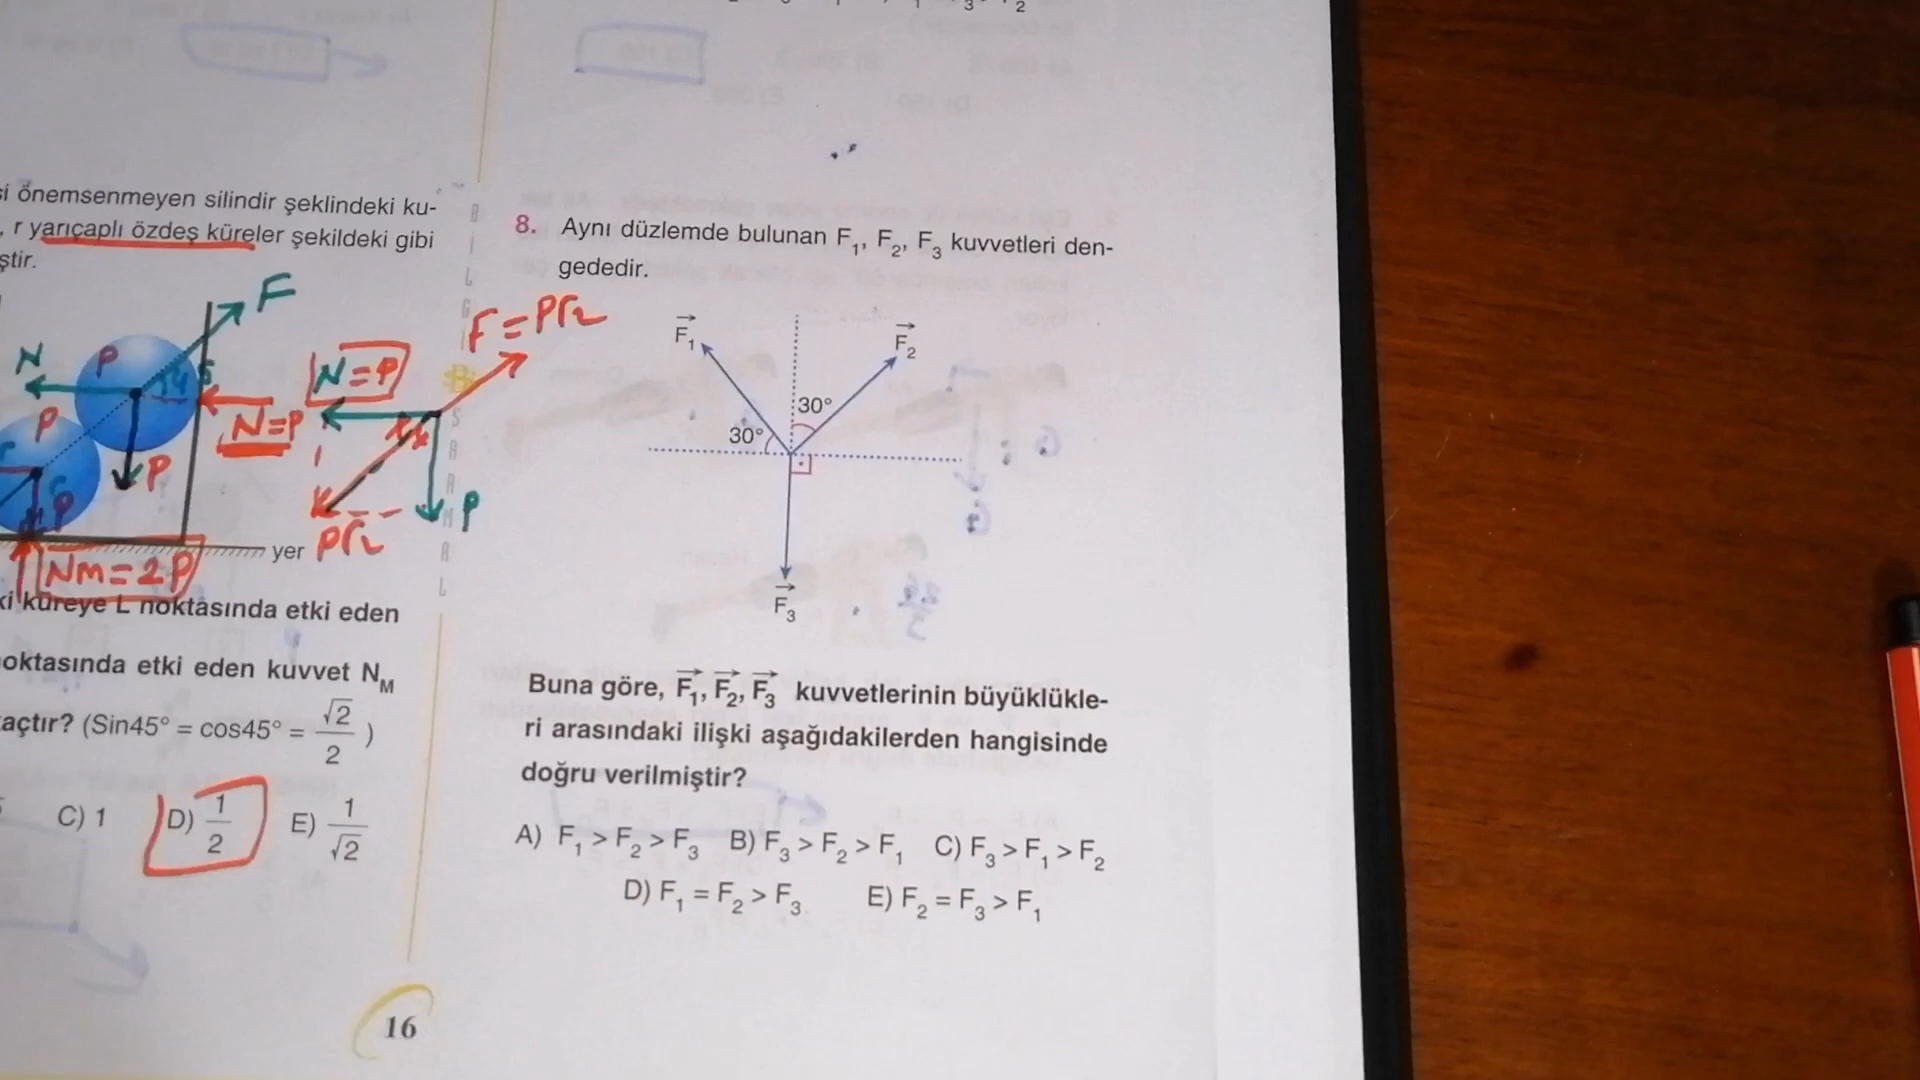 3 2
si önemsenmeyen silindir şeklindeki ku-
, r yarıçaplı özdeş küreler şekildeki gibi
ştir.
F
N
P
45
P
N=P
P
P
Nm=2P
yer
F=P√2
N=P
P
P√2
ki küreye L noktasında etki eden
oktasında etki eden kuvvet N_M
açtır? (Sin45° = cos45° = √2/2 )
C) 1 D) 1/2 E) 1/√2
16
B
İ
L
G
İ
S
A
R
M
A
L
8. Aynı düzlemde bulunan F₁, F₂, F₃ kuvvetleri den-
gededir.
F₁
F₂
30°
30°
F₃
Buna göre, F₁, F₂, F₃ kuvvetlerinin büyüklükle-
ri arasındaki ilişki aşağıdakilerden hangisinde
doğru verilmiştir?
A) F₁ > F₂ > F₃ B) F₃ > F₂ > F₁ C) F₃ > F₁ > F₂
D) F₁ = F₂ > F₃ E) F₂ = F₃ > F₁